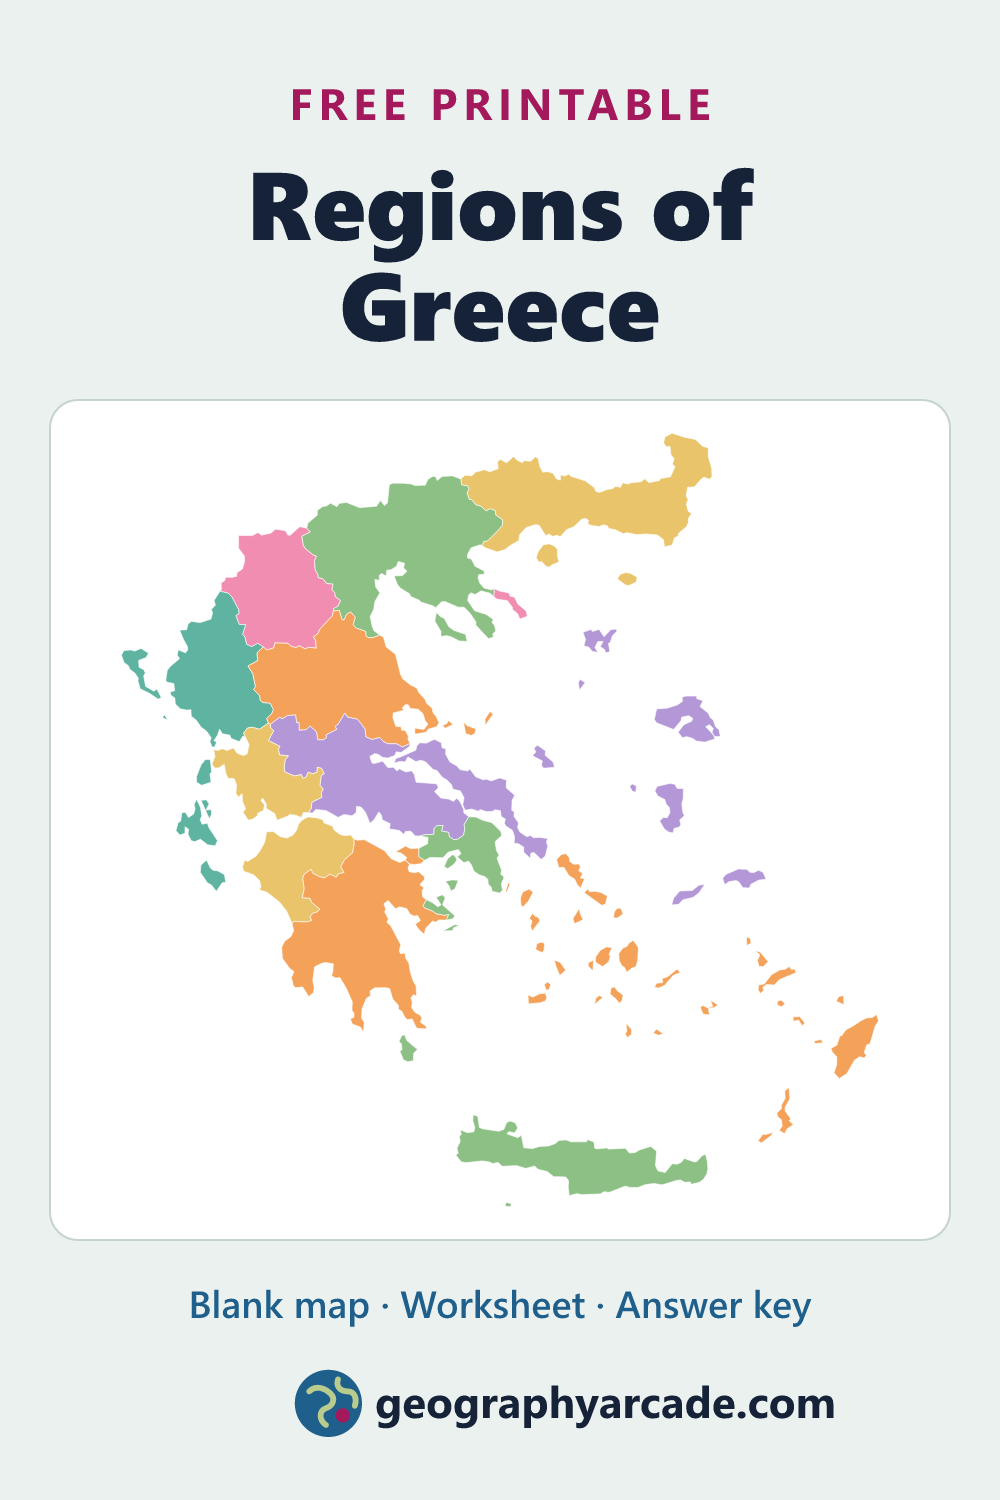 FREE PRINTABLE
Regions of
Greece
Blank map · Worksheet · Answer key
geographyarcade.com